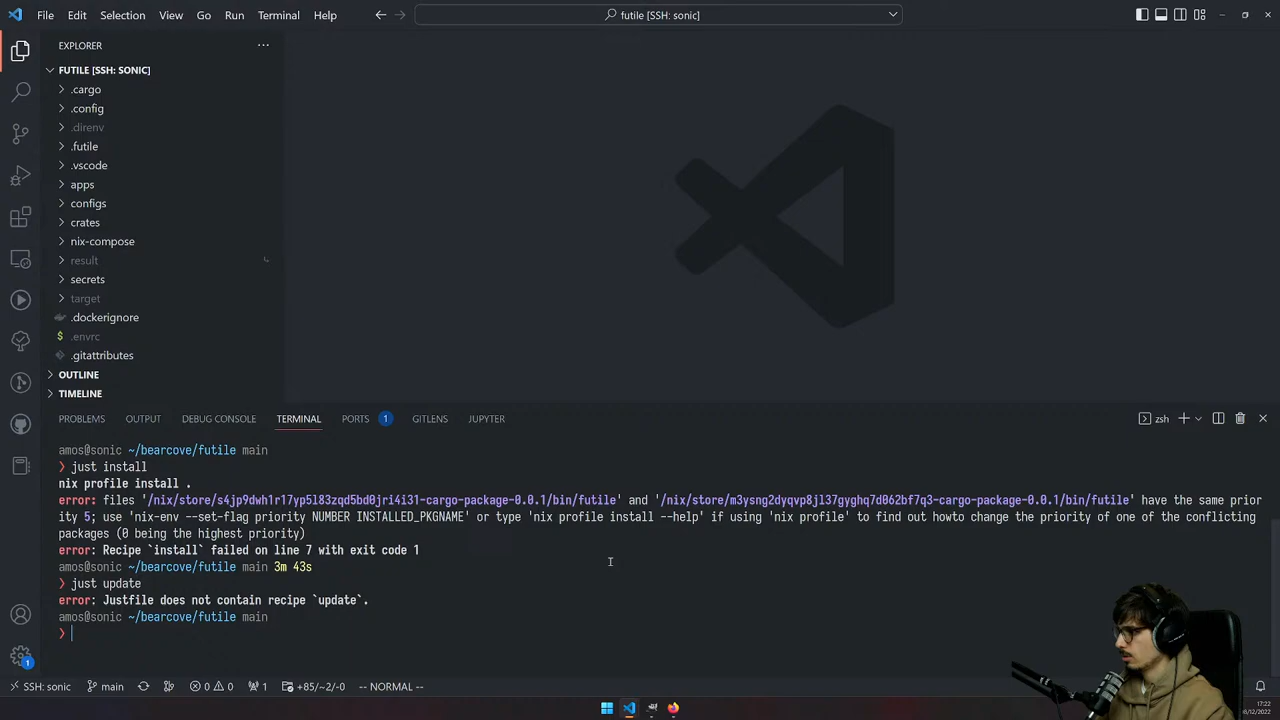 File Edit Selection View Go Run Terminal Help
futile [SSH: sonic]
EXPLORER
FUTILE [SSH: SONIC]
.cargo
.config
.direnv
.futile
.vscode
apps
configs
crates
nix-compose
result
secrets
target
.dockerignore
$ .envrc
.gitattributes
OUTLINE
TIMELINE
PROBLEMS OUTPUT DEBUG CONSOLE TERMINAL PORTS 1 GITLENS JUPYTER
zsh
amos@sonic ~/bearcove/futile main
❯ just install
nix profile install .
error: files '/nix/store/s4jp9dwh1r17yp5l83zqd5bd0jri4i31-cargo-package-0.0.1/bin/futile' and '/nix/store/m3ysng2dyqvp8jl37gyghq7d062bf7q3-cargo-package-0.0.1/bin/futile' have the same prior
ity 5; use 'nix-env --set-flag priority NUMBER INSTALLED_PKGNAME' or type 'nix profile install --help' if using 'nix profile' to find out howto change the priority of one of the conflicting
packages (0 being the highest priority)
error: Recipe `install` failed on line 7 with exit code 1
amos@sonic ~/bearcove/futile main 3m 43s
❯ just update
error: Justfile does not contain recipe `update`.
amos@sonic ~/bearcove/futile main
❯
1
SSH: sonic main 0 0 1 +85/~2/-0 -- NORMAL --
17:22